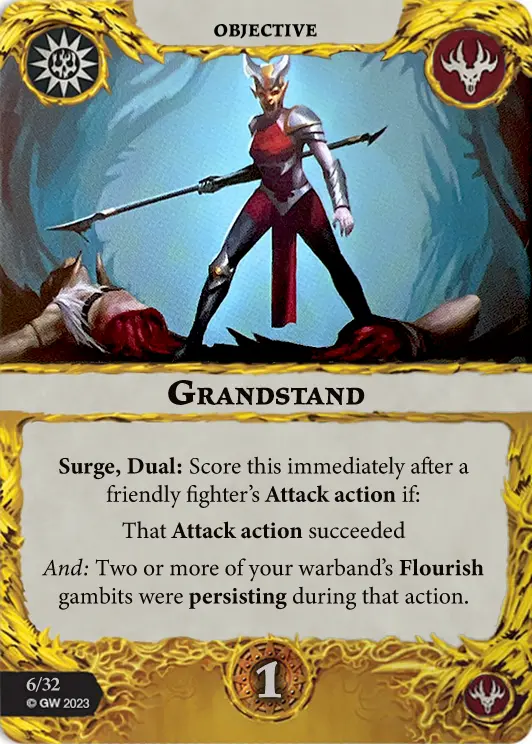 OBJECTIVE
GRANDSTAND
Surge, Dual: Score this immediately after a
friendly fighter's Attack action if:
That Attack action succeeded
And: Two or more of your warband's Flourish
gambits were persisting during that action.
1
6/32
© GW 2023